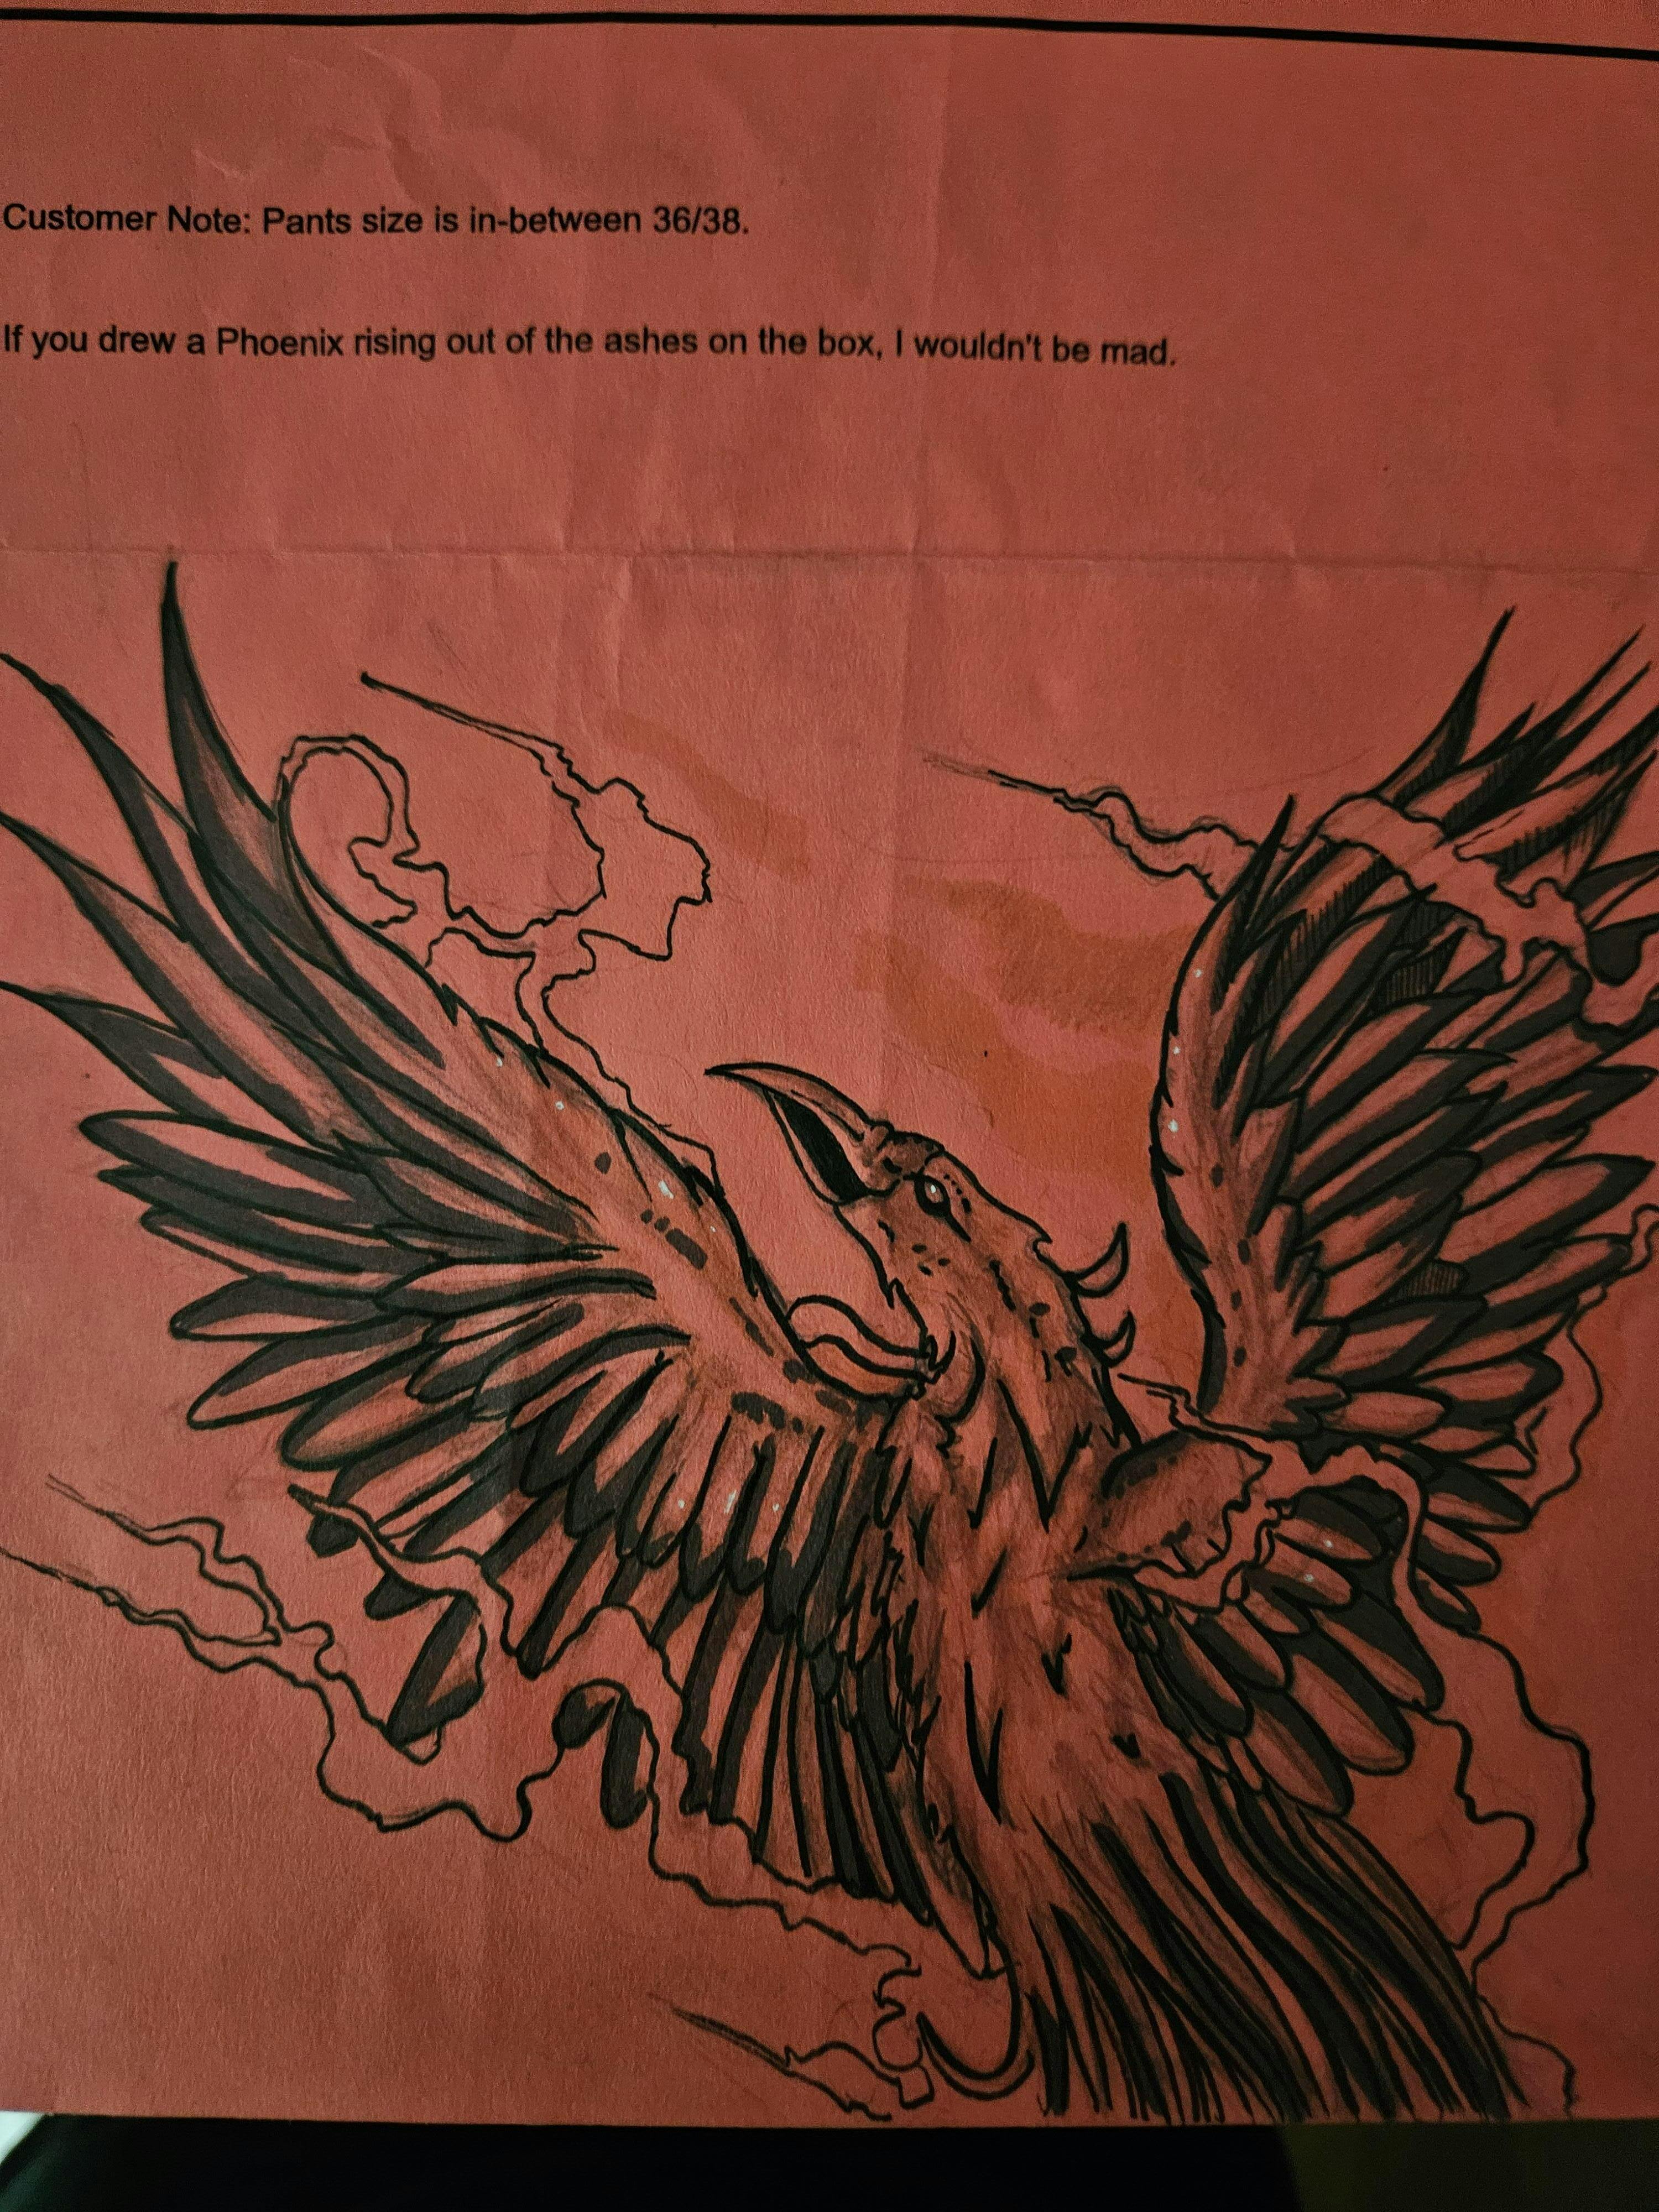 Customer Note: Pants size is in-between 36/38.
If you drew a Phoenix rising out of the ashes on the box, I wouldn't be mad.